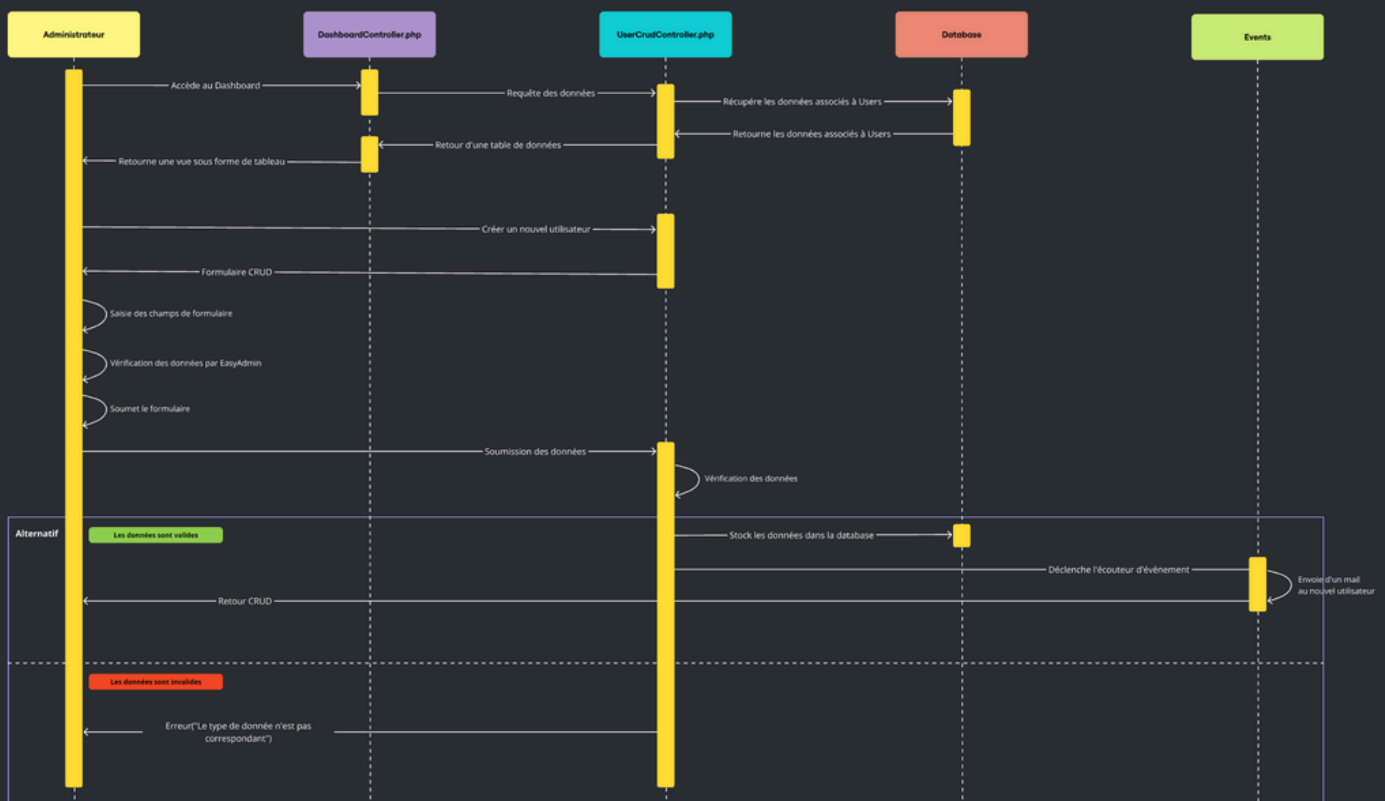 Administrateur
DashboardController.php
UserCrudController.php
Database
Events
Accède au Dashboard
Requête des données
Récupére les données associés à Users
Retourne les données associés à Users
Retour d'une table de données
Retourne une vue sous forme de tableau
Créer un nouvel utilisateur
Formulaire CRUD
Saisie des champs de formulaire
Vérification des données par EasyAdmin
Soumet le formulaire
Soumission des données
Vérification des données
Alternatif
Les données sont valides
Stock les données dans la database
Déclenche l'écouteur d'événement
Envoie d'un mail
au nouvel utilisateur
Retour CRUD
Les données sont invalides
Erreur("Le type de donnée n'est pas
correspondant")